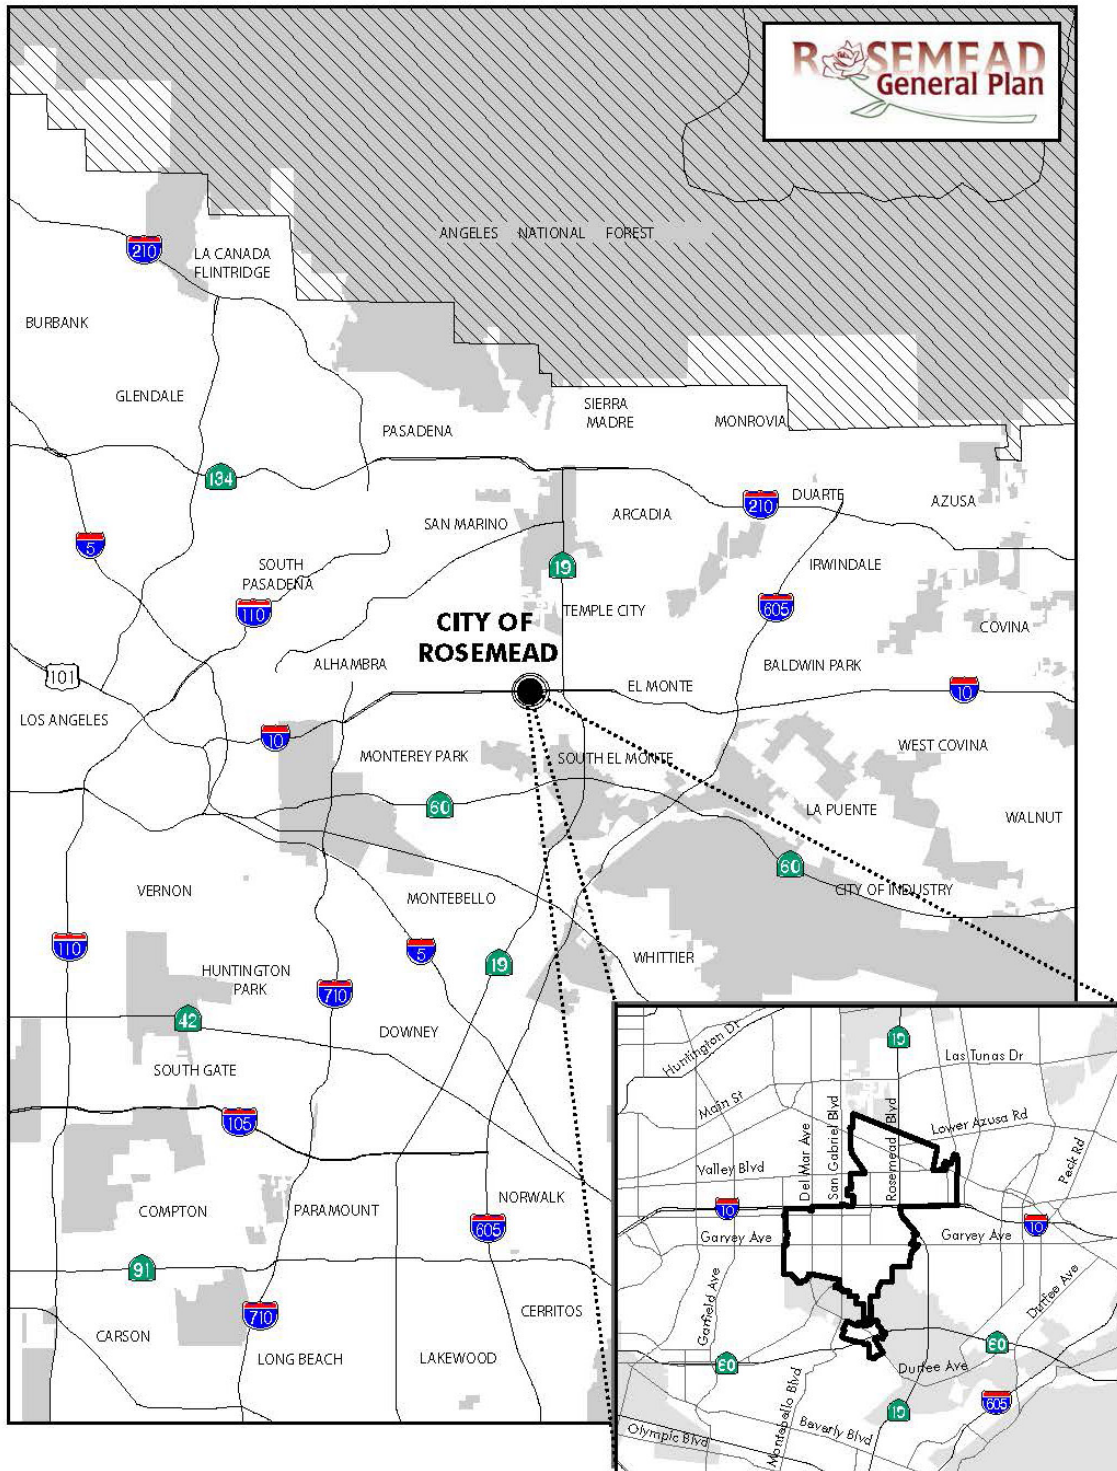 ROSEMEAD
General Plan
ANGELES NATIONAL FOREST
210
LA CANADA
FLINTRIDGE
BURBANK
GLENDALE
SIERRA
MADRE
MONROVIA
PASADENA
134
210
DUARTE
AZUSA
SAN MARINO
ARCADIA
5
SOUTH
PASADENA
19
IRWINDALE
110
605
TEMPLE CITY
COVINA
CITY OF
ROSEMEAD
ALHAMBRA
BALDWIN PARK
101
EL MONTE
10
LOS ANGELES
10
MONTEREY PARK
SOUTH EL MONTE
WEST COVINA
60
LA PUENTE
WALNUT
60
VERNON
MONTEBELLO
CITY OF INDUSTRY
110
5
19
WHITTIER
HUNTINGTON
PARK
710
42
DOWNEY
SOUTH GATE
105
COMPTON
PARAMOUNT
NORWALK
605
91
710
CERRITOS
CARSON
LONG BEACH
LAKEWOOD
Huntington Dr
19
Las Tunas Dr
Main St
Del Mar Ave
San Gabriel Blvd
Rosemead Blvd
Lower Azusa Rd
Peck Rd
Valley Blvd
10
10
Garvey Ave
Garvey Ave
Garfield Ave
Durfee Ave
60
60
Durfee Ave
Montebello Blvd
19
605
Olympic Blvd
Beverly Blvd